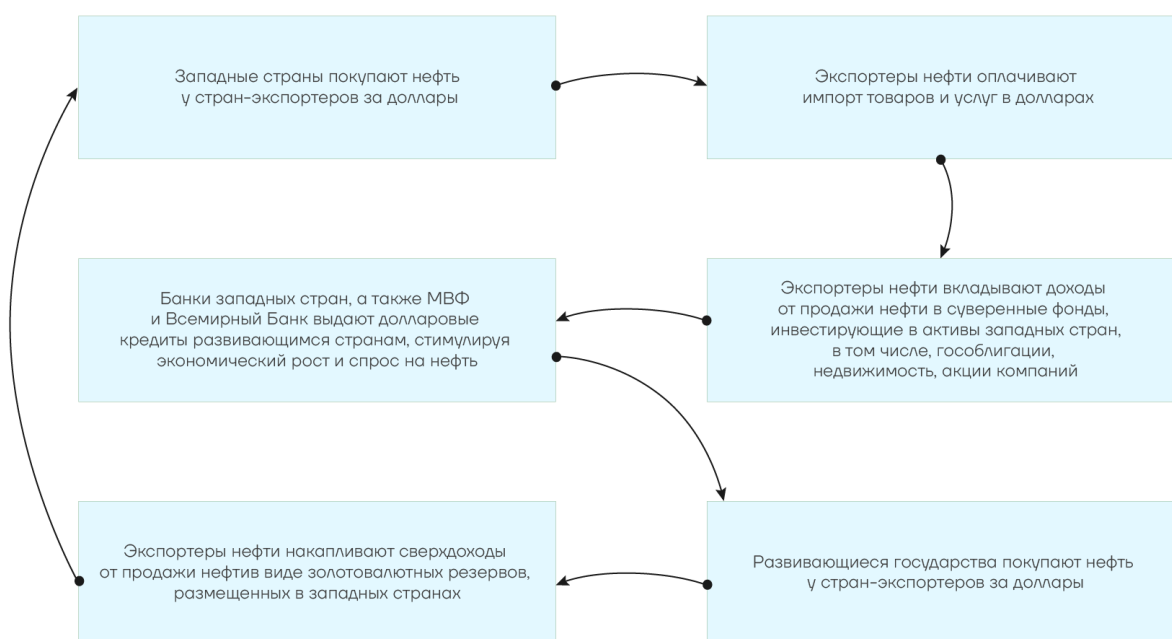 Западные страны покупают нефть
у стран-экспортеров за доллары
Экспортеры нефти оплачивают
импорт товаров и услуг в долларах
Экспортеры нефти вкладывают доходы
от продажи нефти в суверенные фонды,
инвестирующие в активы западных стран,
в том числе, гособлигации,
недвижимость, акции компаний
Банки западных стран, а также МВФ
и Всемирный Банк выдают долларовые
кредиты развивающимся странам, стимулируя
экономический рост и спрос на нефть
Развивающиеся государства покупают нефть
у стран-экспортеров за доллары
Экспортеры нефти накапливают сверхдоходы
от продажи нефтив виде золотовалютных резервов,
размещенных в западных странах